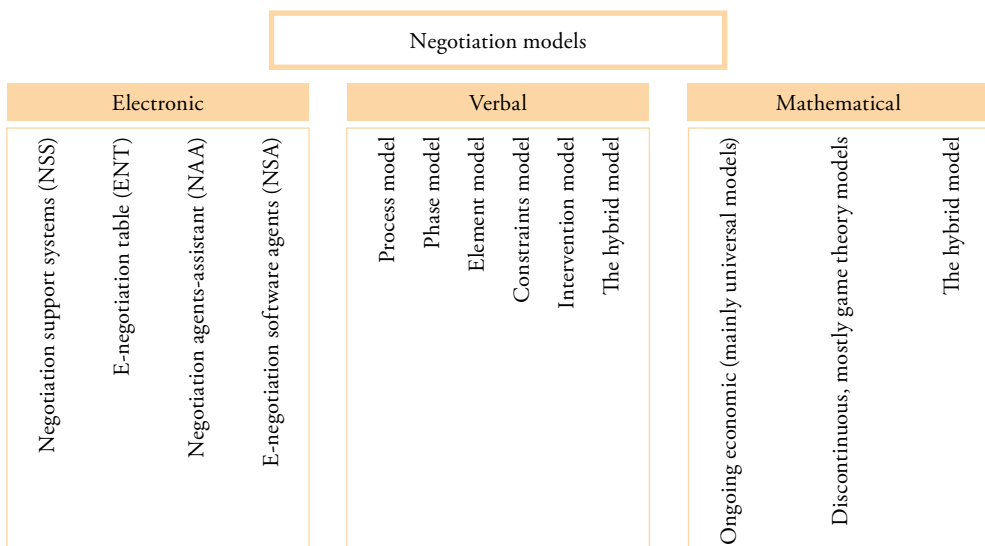 Negotiation models
Electronic
Negotiation support systems (NSS)
E-negotiation table (ENT)
Negotiation agents-assistant (NAA)
E-negotiation software agents (NSA)
Verbal
Process model
Phase model
Element model
Constraints model
Intervention model
The hybrid model
Mathematical
Ongoing economic (mainly universal models)
Discontinuous, mostly game theory models
The hybrid model